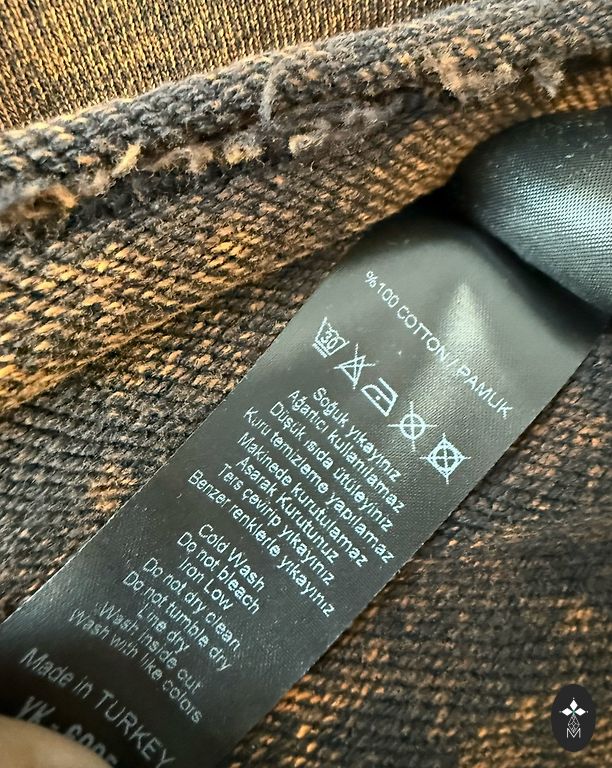 %100 COTTON / PAMUK
30
Soğuk yıkayınız
Ağartıcı kullanılamaz
Düşük ısıda ütüleyiniz
Kuru temizleme yapılamaz
Makinede kurutulamaz
Asarak Kurutunuz
Ters çevirip yıkayınız
Benzer renklerle yıkayınız
Cold Wash
Do not bleach
Iron Low
Do not dry clean
Do not tumble dry
Line dry
Wash inside out
Wash with like colors
Made in TURKEY